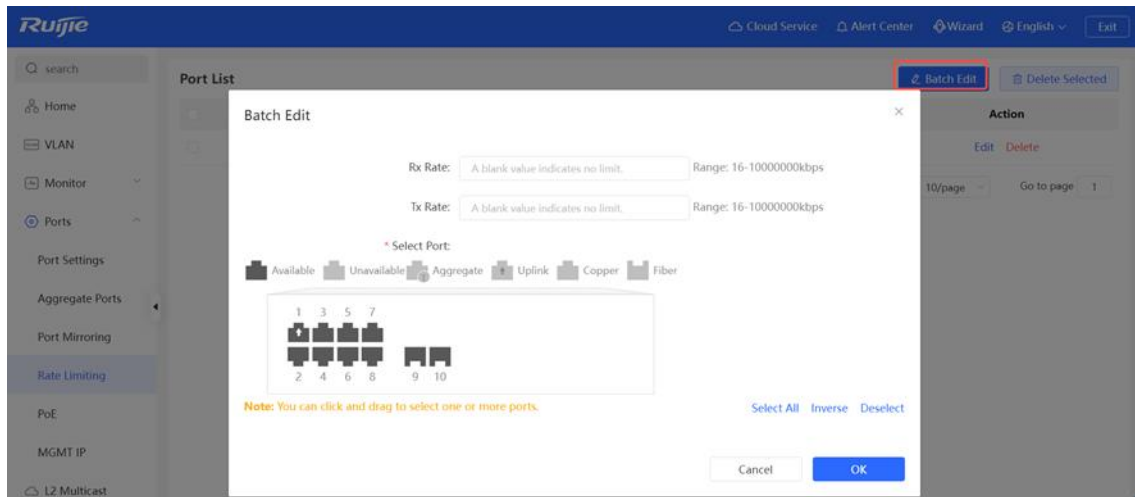 Ruijie
Cloud Service Alert Center Wizard English Exit
search
Port List
Batch Edit Delete Selected
Home
Batch Edit
Action
VLAN
Edit Delete
Rx Rate: A blank value indicates no limit. Range: 16-10000000kbps
Monitor
10/page Go to page 1
Tx Rate: A blank value indicates no limit. Range: 16-10000000kbps
Ports
* Select Port:
Port Settings
Available Unavailable Aggregate Uplink Copper Fiber
Aggregate Ports
1 3 5 7
Port Mirroring
Rate Limiting
2 4 6 8 9 10
Note: You can click and drag to select one or more ports.
Select All Inverse Deselect
PoE
MGMT IP
Cancel OK
L2 Multicast